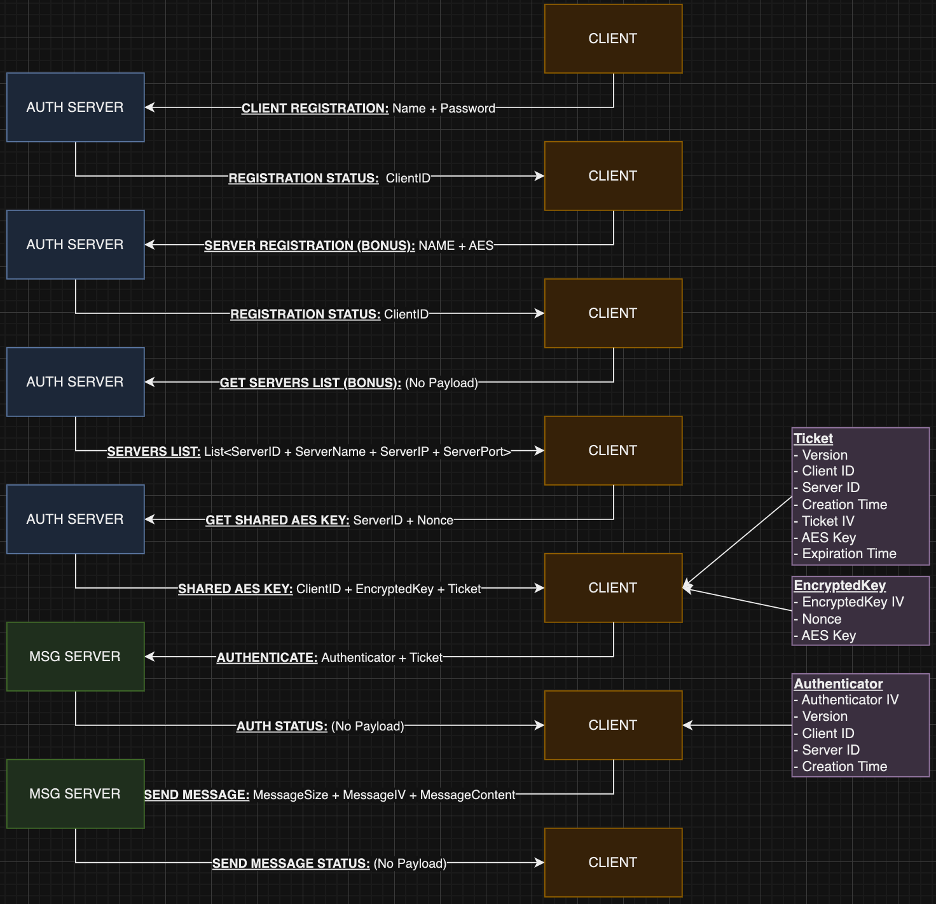 CLIENT
AUTH SERVER
CLIENT REGISTRATION: Name + Password
CLIENT
REGISTRATION STATUS: ClientID
AUTH SERVER
SERVER REGISTRATION (BONUS): NAME + AES
CLIENT
REGISTRATION STATUS: ClientID
AUTH SERVER
GET SERVERS LIST (BONUS): (No Payload)
CLIENT
SERVERS LIST: List<ServerID + ServerName + ServerIP + ServerPort>
AUTH SERVER
GET SHARED AES KEY: ServerID + Nonce
CLIENT
SHARED AES KEY: ClientID + EncryptedKey + Ticket
MSG SERVER
AUTHENTICATE: Authenticator + Ticket
CLIENT
AUTH STATUS: (No Payload)
MSG SERVER
SEND MESSAGE: MessageSize + MessageIV + MessageContent
CLIENT
SEND MESSAGE STATUS: (No Payload)
Ticket
- Version
- Client ID
- Server ID
- Creation Time
- Ticket IV
- AES Key
- Expiration Time
EncryptedKey
- EncryptedKey IV
- Nonce
- AES Key
Authenticator
- Authenticator IV
- Version
- Client ID
- Server ID
- Creation Time